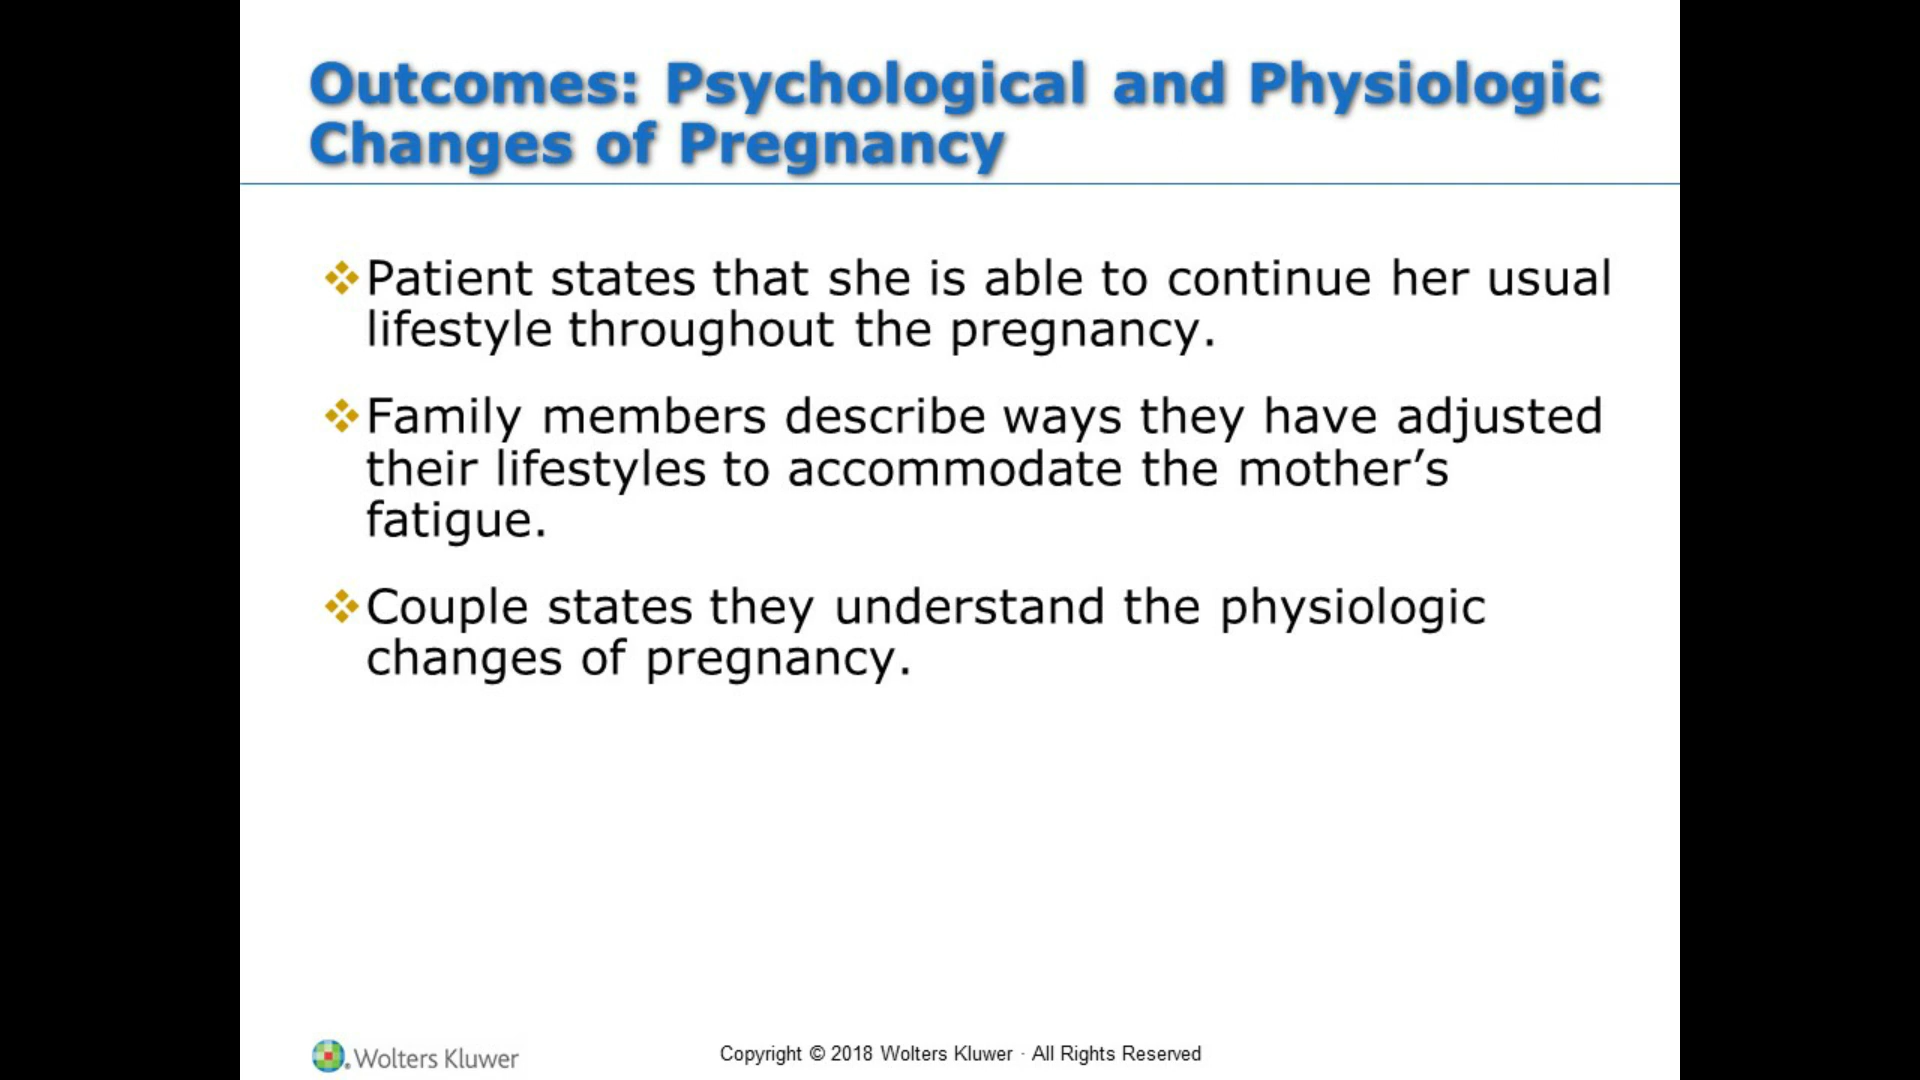 Outcomes: Psychological and Physiologic
Changes of Pregnancy
Patient states that she is able to continue her usual
lifestyle throughout the pregnancy.
Family members describe ways they have adjusted
their lifestyles to accommodate the mother’s
fatigue.
Couple states they understand the physiologic
changes of pregnancy.
Wolters Kluwer
Copyright © 2018 Wolters Kluwer · All Rights Reserved